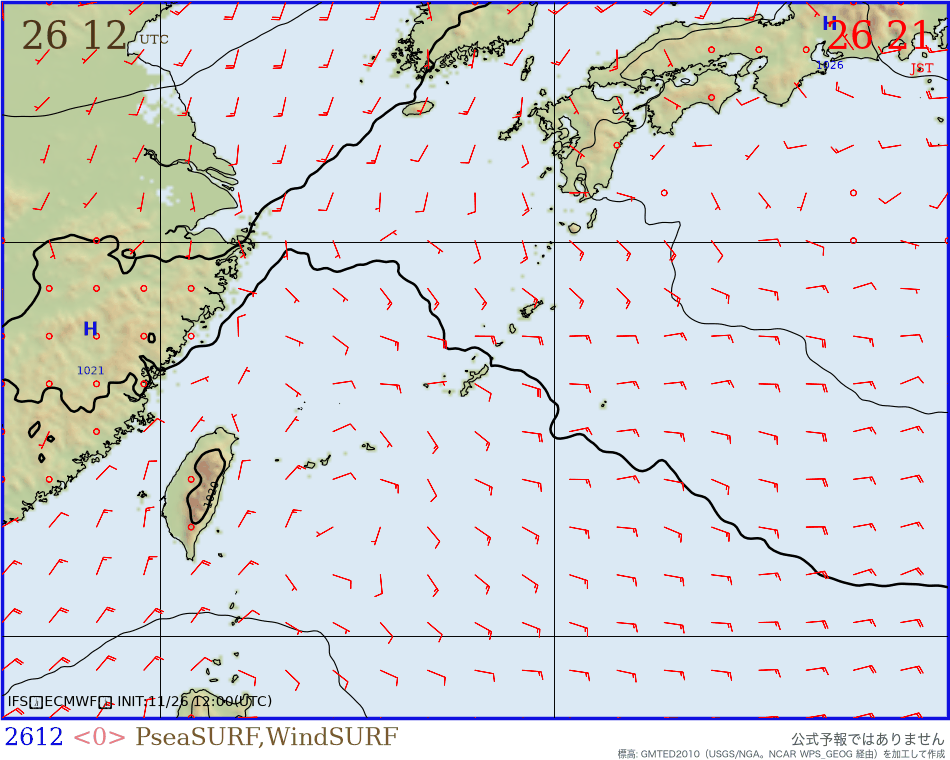 26 12 UTC
H
1026
26 21
JST
H
1021
1020
IFS ECMWF INIT:11/26 12:00(UTC)
2612 <0> PseaSURF,WindSURF
公式予報ではありません
標高: GMTED2010（USGS/NGA。NCAR WPS_GEOG 経由）を加工して作成